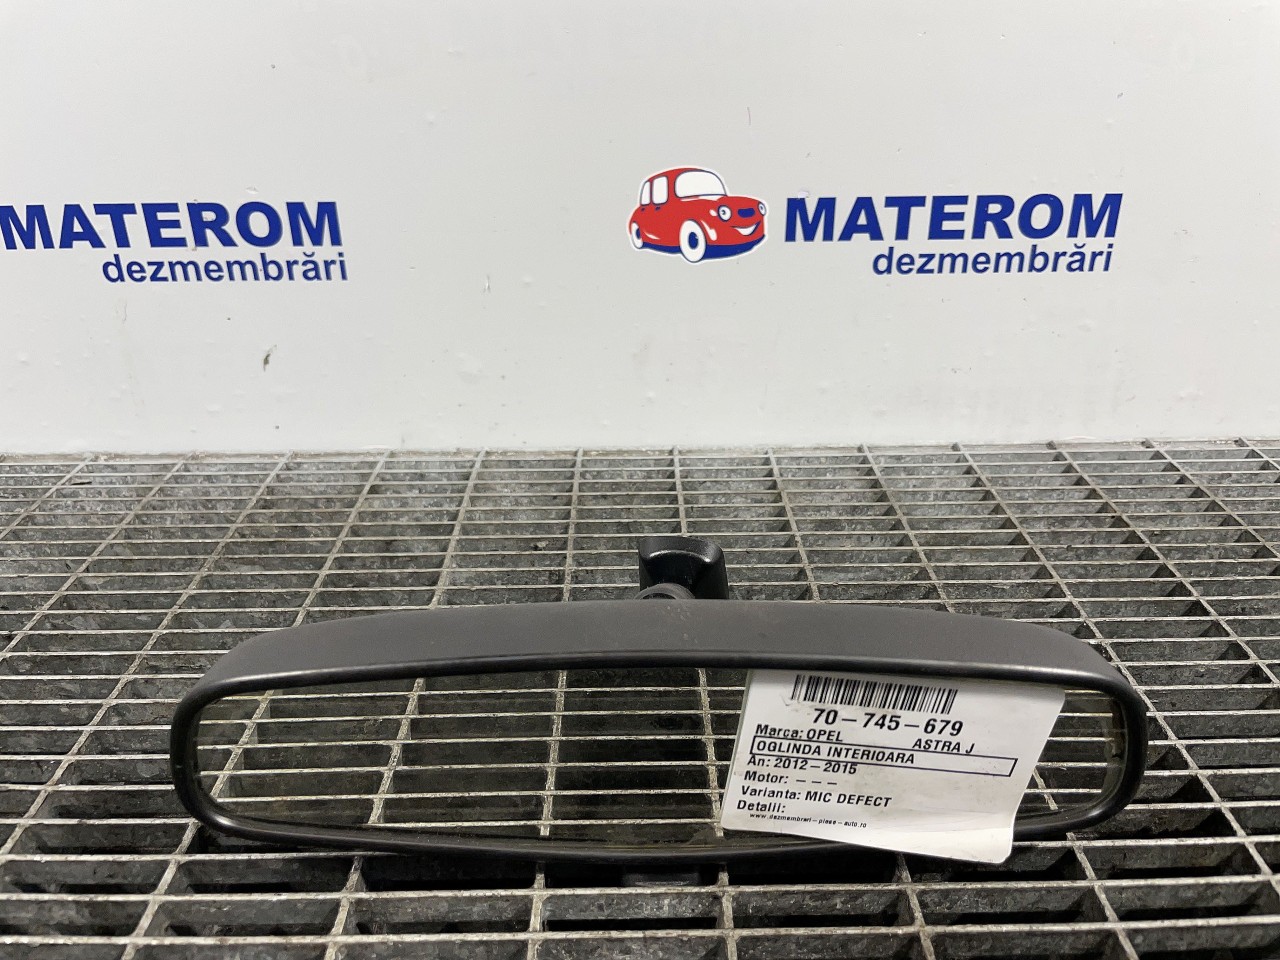 MATEROM
dezmembrări
MATEROM
dezmembrări
70-745-679
Marca: OPEL ASTRA J
OGLINDA INTERIOARA
An: 2012-2015
Motor: - - -
Varianta: MIC DEFECT
Detalii:
www.dezmembrari-piese-auto.ro